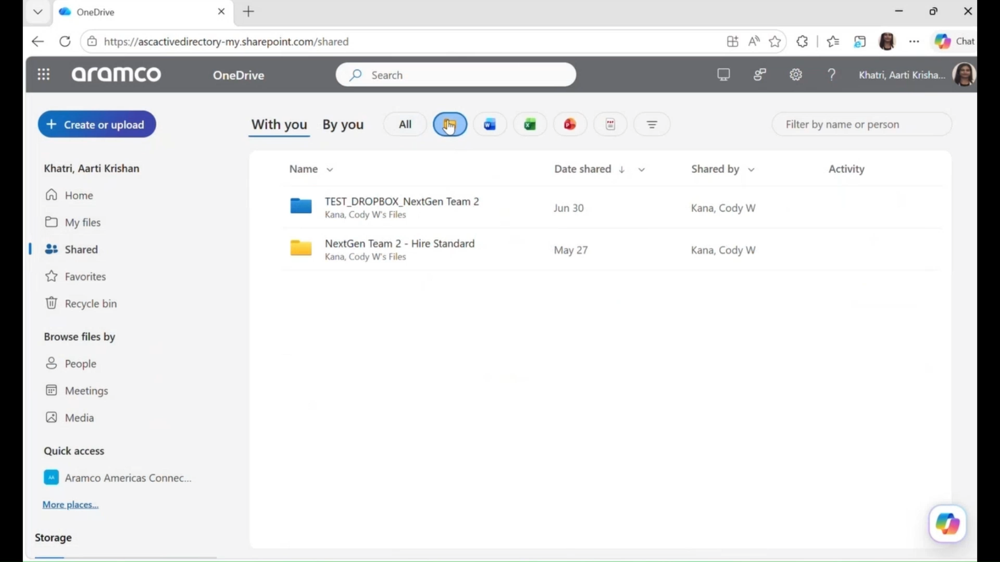 OneDrive
https://ascactivedirectory-my.sharepoint.com/shared
Chat
aramco
OneDrive
Search
Khatri, Aarti Krisha...
Create or upload
With you
By you
All
Filter by name or person
Khatri, Aarti Krishan
Home
My files
Shared
Favorites
Recycle bin
Browse files by
People
Meetings
Media
Quick access
AA
Aramco Americas Connec...
More places...
Storage
Name
Date shared
Shared by
Activity
TEST_DROPBOX_NextGen Team 2
Kana, Cody W's Files
Jun 30
Kana, Cody W
NextGen Team 2 - Hire Standard
Kana, Cody W's Files
May 27
Kana, Cody W